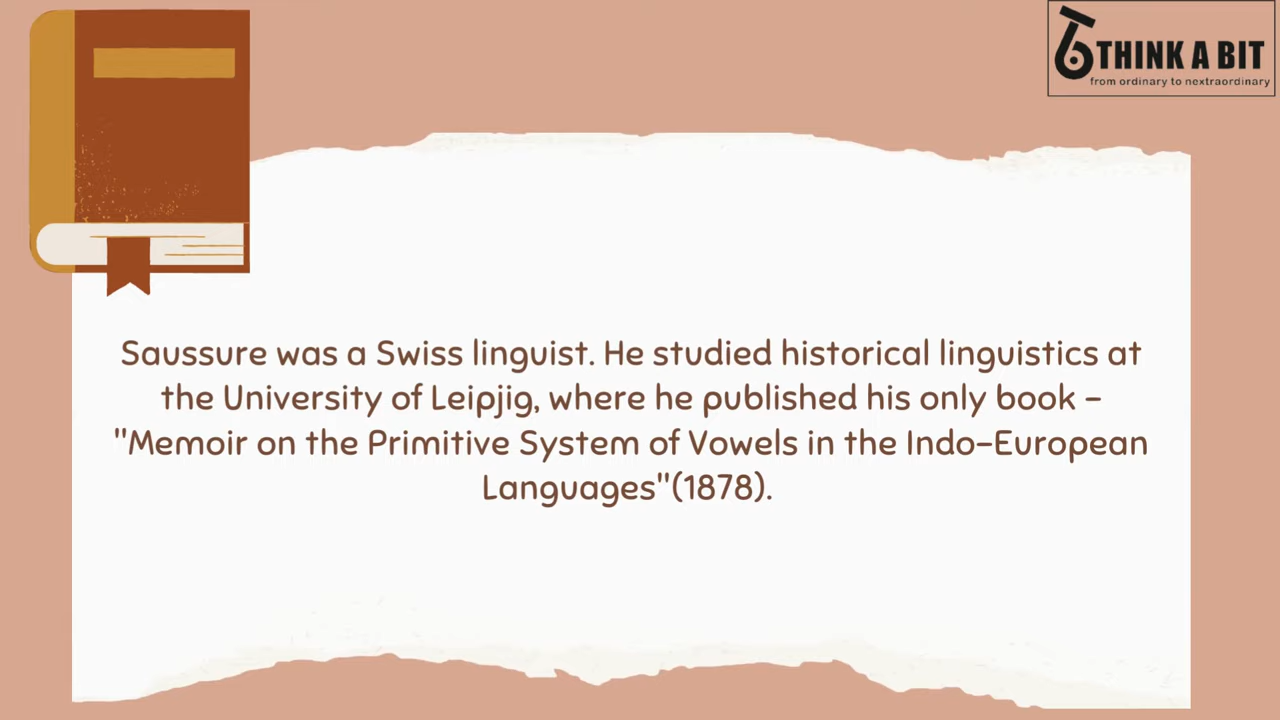 THINK A BIT
from ordinary to nextraordinary
Saussure was a Swiss linguist. He studied historical linguistics at
the University of Leipjig, where he published his only book -
"Memoir on the Primitive System of Vowels in the Indo-European
Languages"(1878).